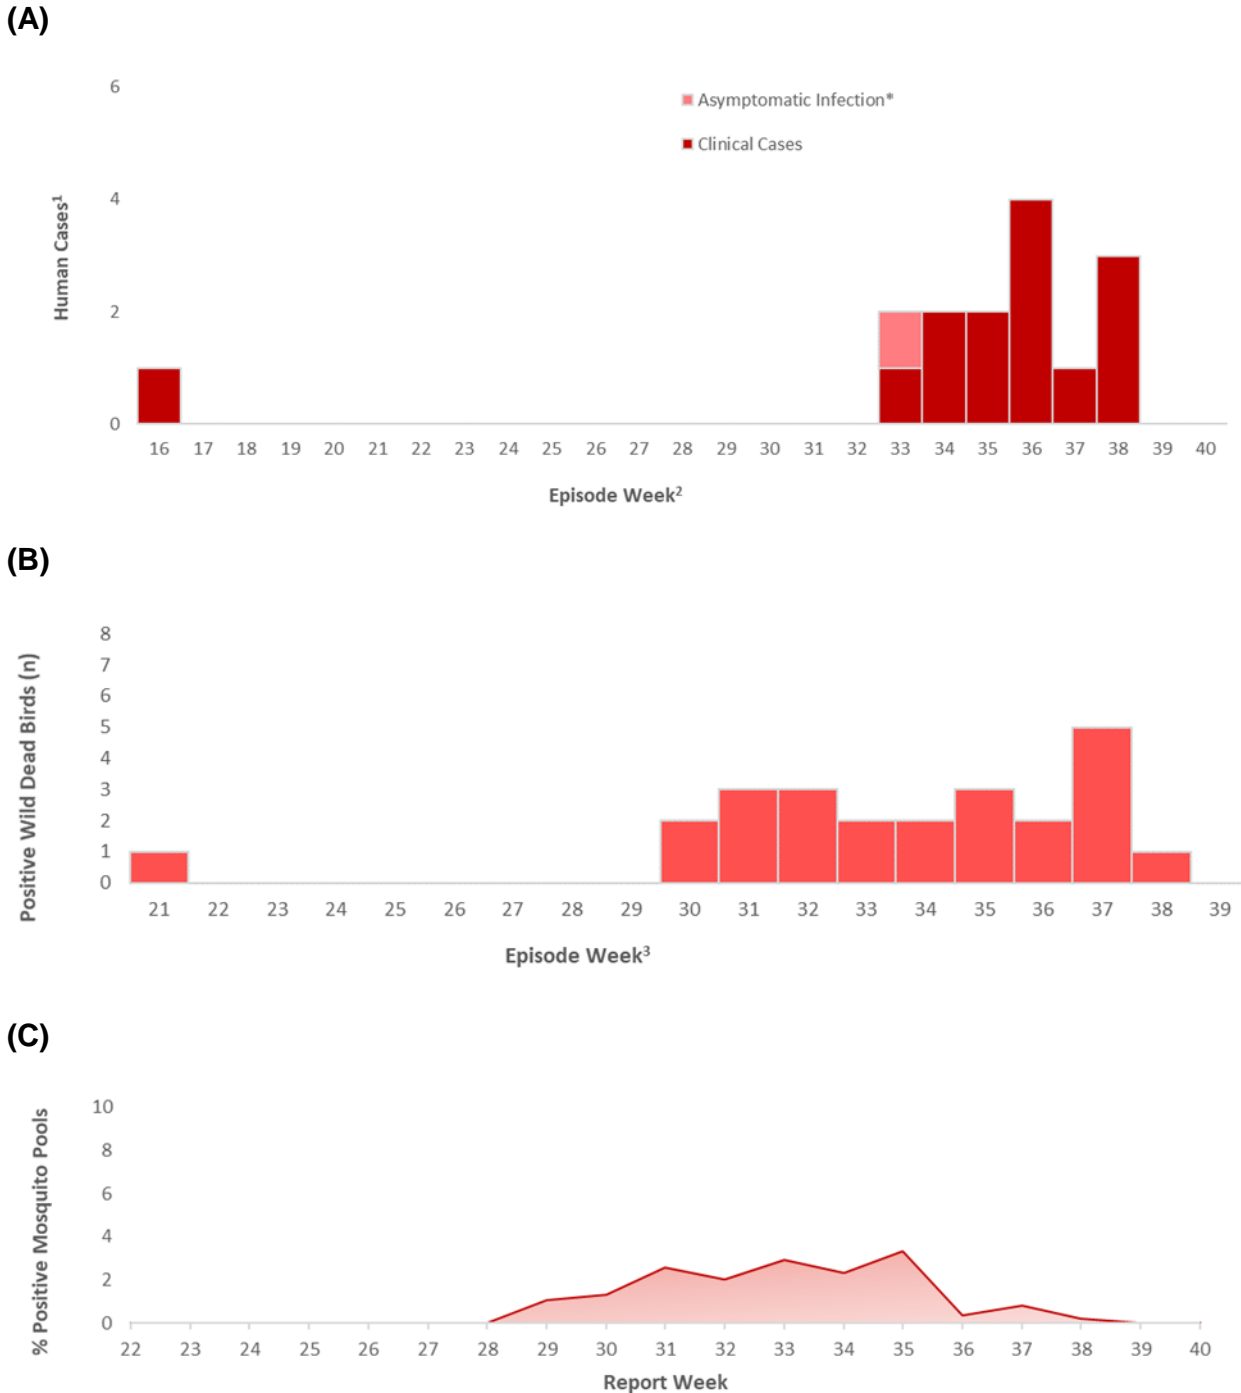 (A)
6
Asymptomatic Infection*
Clinical Cases
4
Human Cases¹
2
0
16 17 18 19 20 21 22 23 24 25 26 27 28 29 30 31 32 33 34 35 36 37 38 39 40
Episode Week²
(B)
8
7
6
5
4
3
2
1
0
Positive Wild Dead Birds (n)
21 22 23 24 25 26 27 28 29 30 31 32 33 34 35 36 37 38 39
Episode Week³
(C)
10
8
6
4
2
0
% Positive Mosquito Pools
22 23 24 25 26 27 28 29 30 31 32 33 34 35 36 37 38 39 40
Report Week